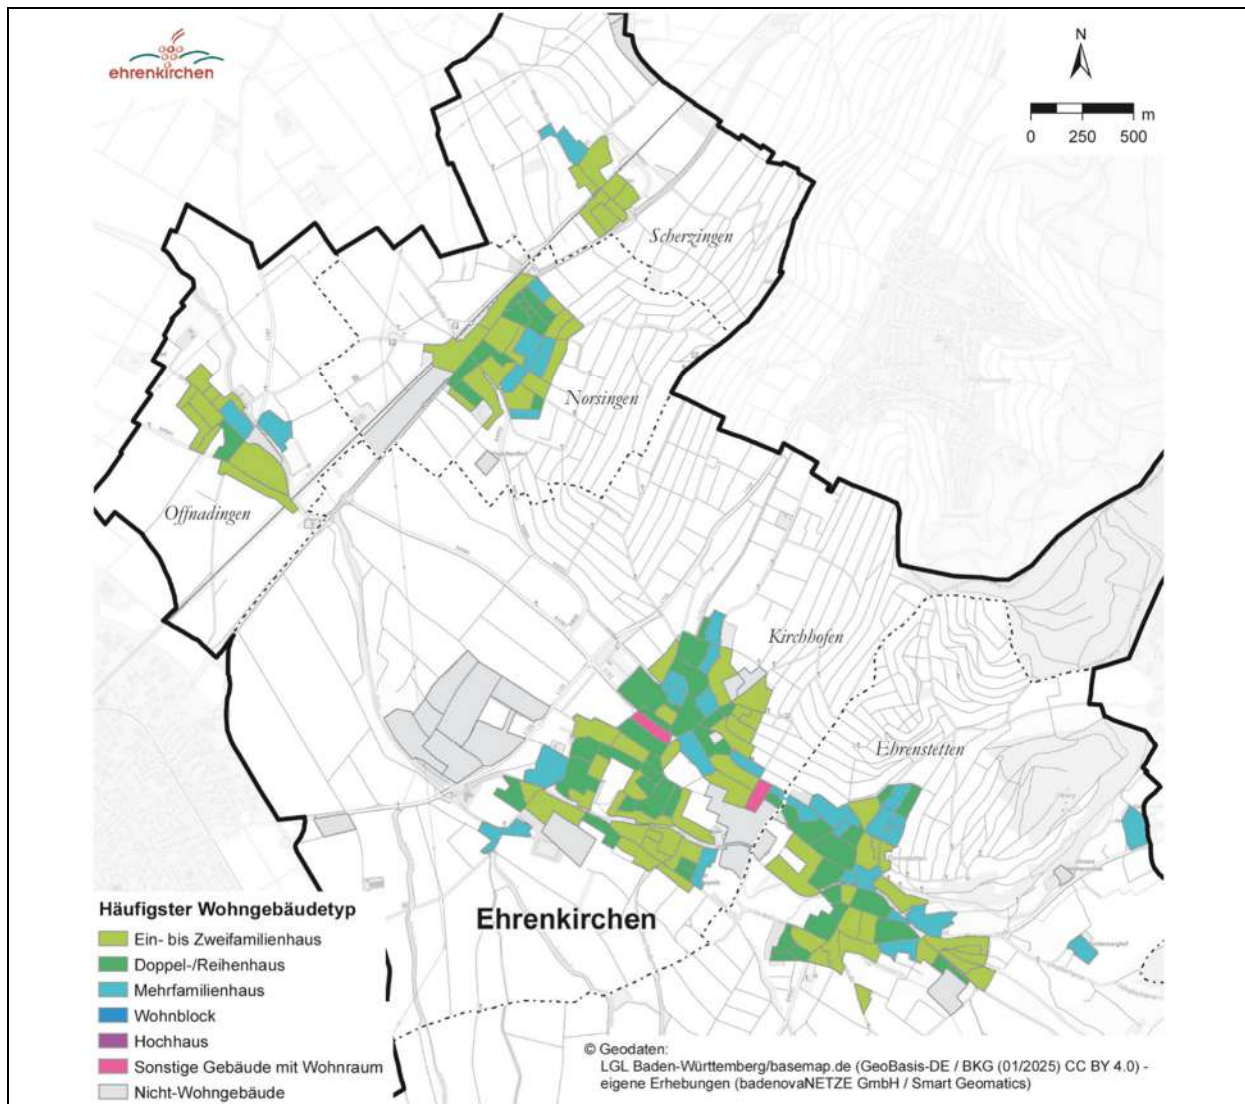 ehrenkirchen
N
m
0 250 500
Scherzingen
Norsingen
Offnadingen
Kirchhofen
Ehrenstetten
Ehrenkirchen
Häufigster Wohngebäudetyp
Ein- bis Zweifamilienhaus
Doppel-/Reihenhaus
Mehrfamilienhaus
Wohnblock
Hochhaus
Sonstige Gebäude mit Wohnraum
Nicht-Wohngebäude
© Geodaten:
LGL Baden-Württemberg/basemap.de (GeoBasis-DE / BKG (01/2025) CC BY 4.0) -
eigene Erhebungen (badenovaNETZE GmbH / Smart Geomatics)